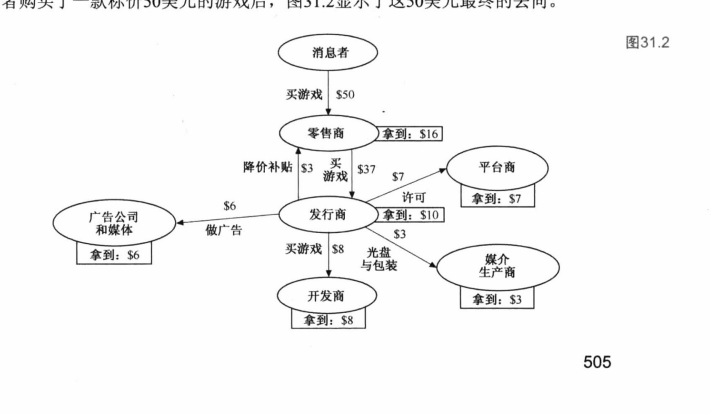 者购买了一款标价50美元的游戏后，图31.2显示了这50美元最终的去向。
图31.2
消息者
买游戏 $50
零售商
拿到：$16
降价补贴 $3
买
游戏 $37
$7
许可
平台商
拿到：$7
发行商
拿到：$10
$6
做广告
广告公司
和媒体
拿到：$6
买游戏 $8
$3
光盘
与包装
媒介
生产商
拿到：$3
开发商
拿到：$8
505